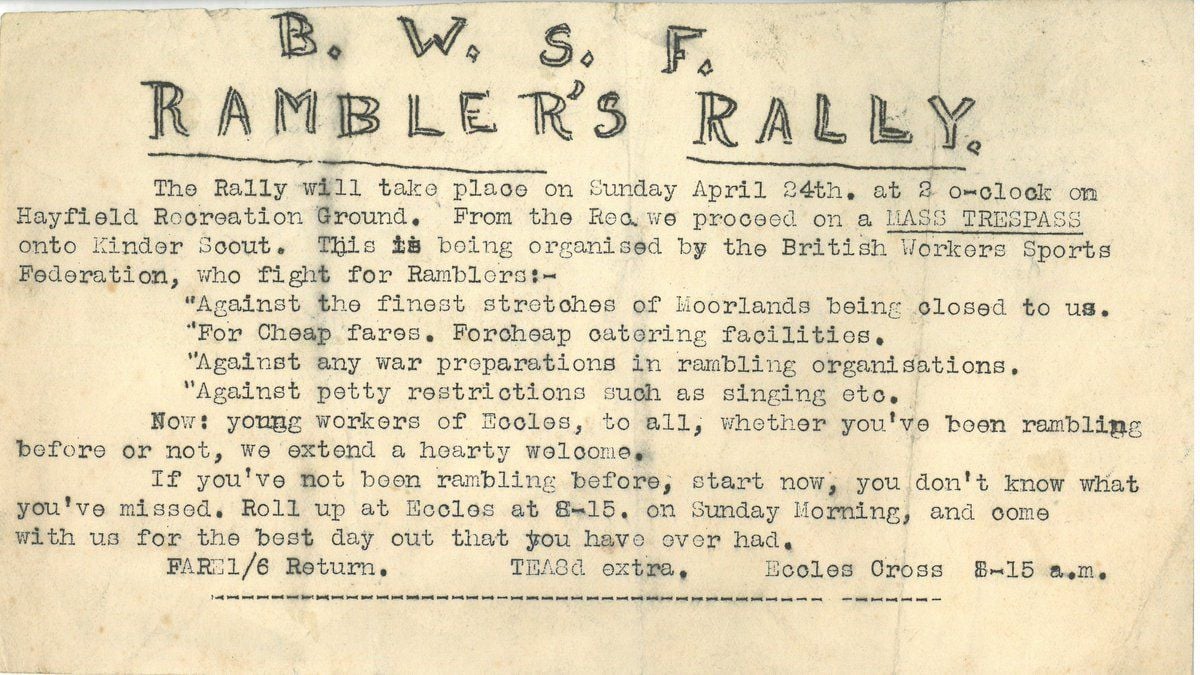 B. W. S. F.
RAMBLER'S RALLY.
The Rally will take place on Sunday April 24th. at 2 o-clock on
Hayfield Recreation Ground. From the Rec. we proceed on a MASS TRESPASS
onto Kinder Scout. This is being organised by the British Workers Sports
Federation, who fight for Ramblers:-
"Against the finest stretches of Moorlands being closed to us.
"For Cheap fares. Forcheap catering facilities.
"Against any war preparations in rambling organisations.
"Against petty restrictions such as singing etc.
Now: young workers of Eccles, to all, whether you've been rambling
before or not, we extend a hearty welcome.
If you've not been rambling before, start now, you don't know what
you've missed. Roll up at Eccles at 8-15. on Sunday Morning, and come
with us for the best day out that you have ever had.
FARE1/6 Return. TEA8d extra. Eccles Cross 8-15 a.m.